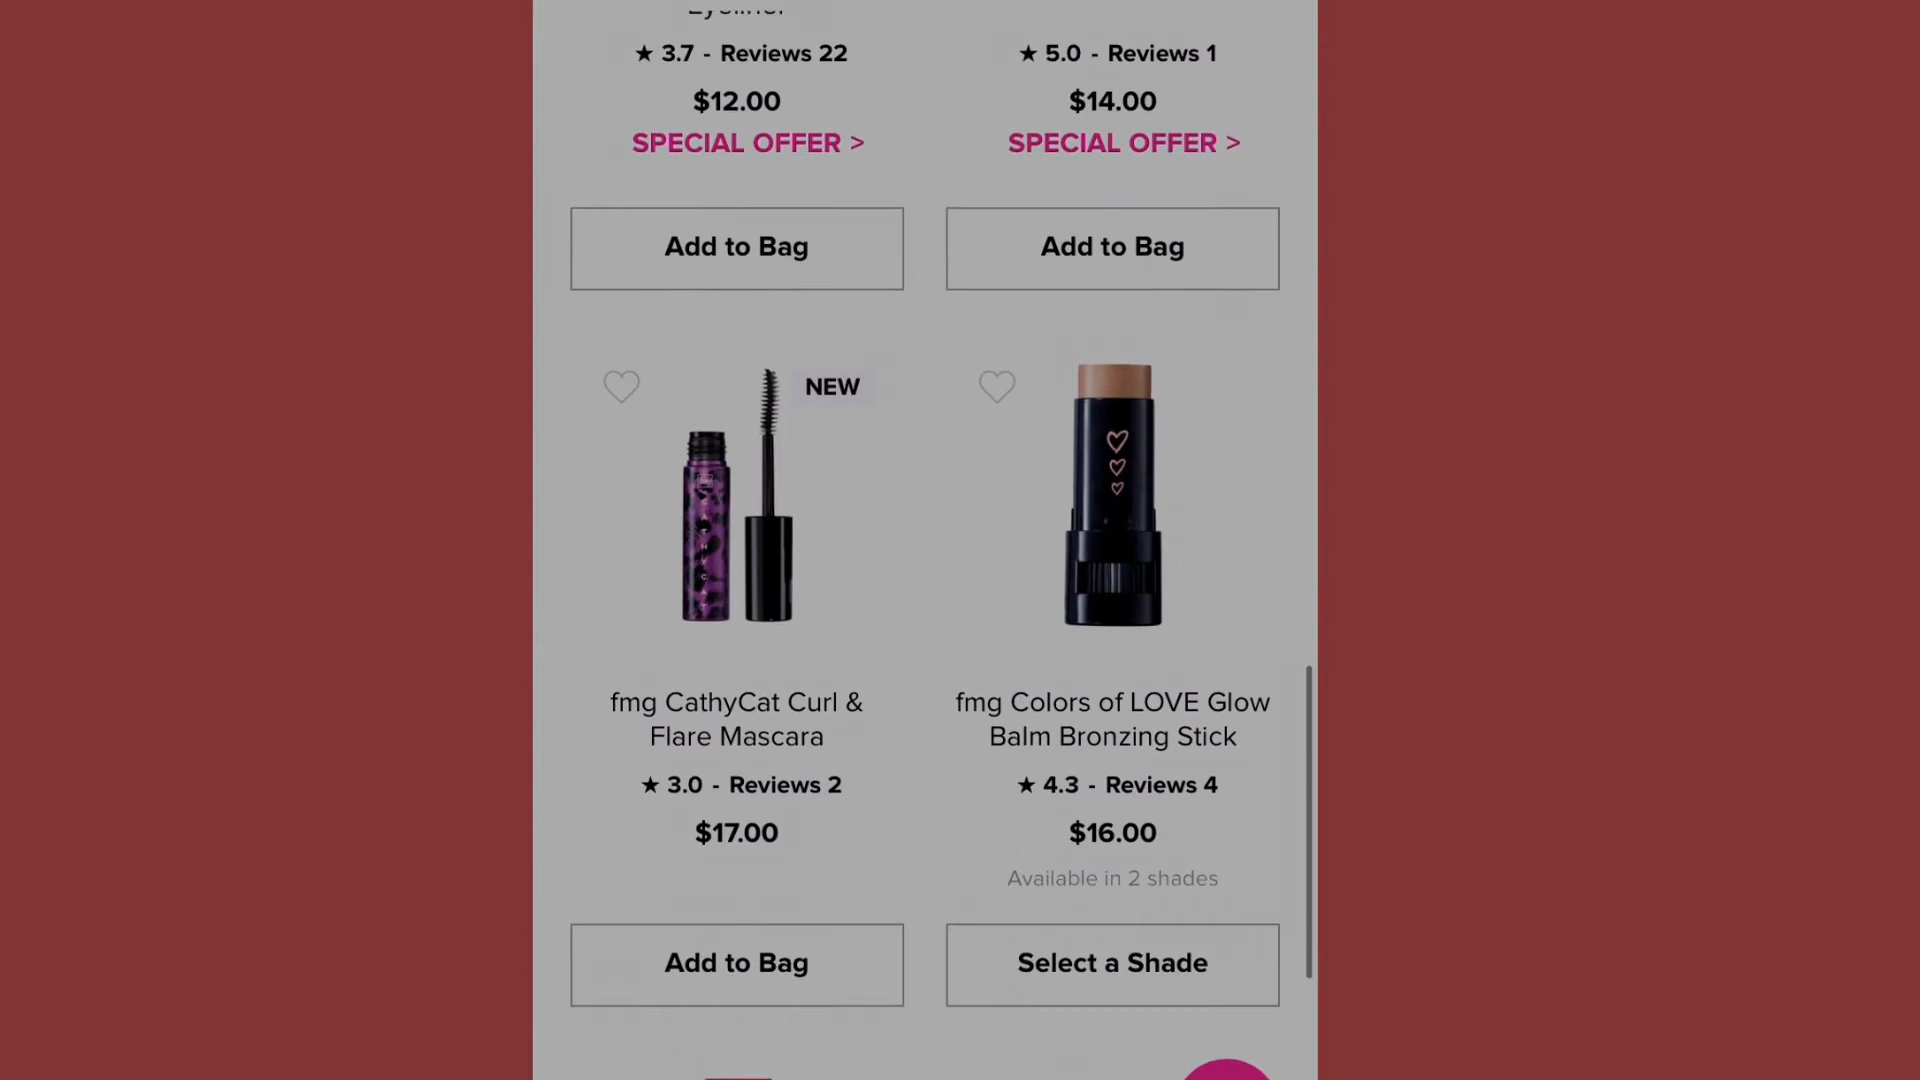 Eyeliner
★ 3.7 - Reviews 22
$12.00
SPECIAL OFFER >
Add to Bag
★ 5.0 - Reviews 1
$14.00
SPECIAL OFFER >
Add to Bag
NEW
CATHYCAT
fmg CathyCat Curl &
Flare Mascara
★ 3.0 - Reviews 2
$17.00
Add to Bag
fmg Colors of LOVE Glow
Balm Bronzing Stick
★ 4.3 - Reviews 4
$16.00
Available in 2 shades
Select a Shade